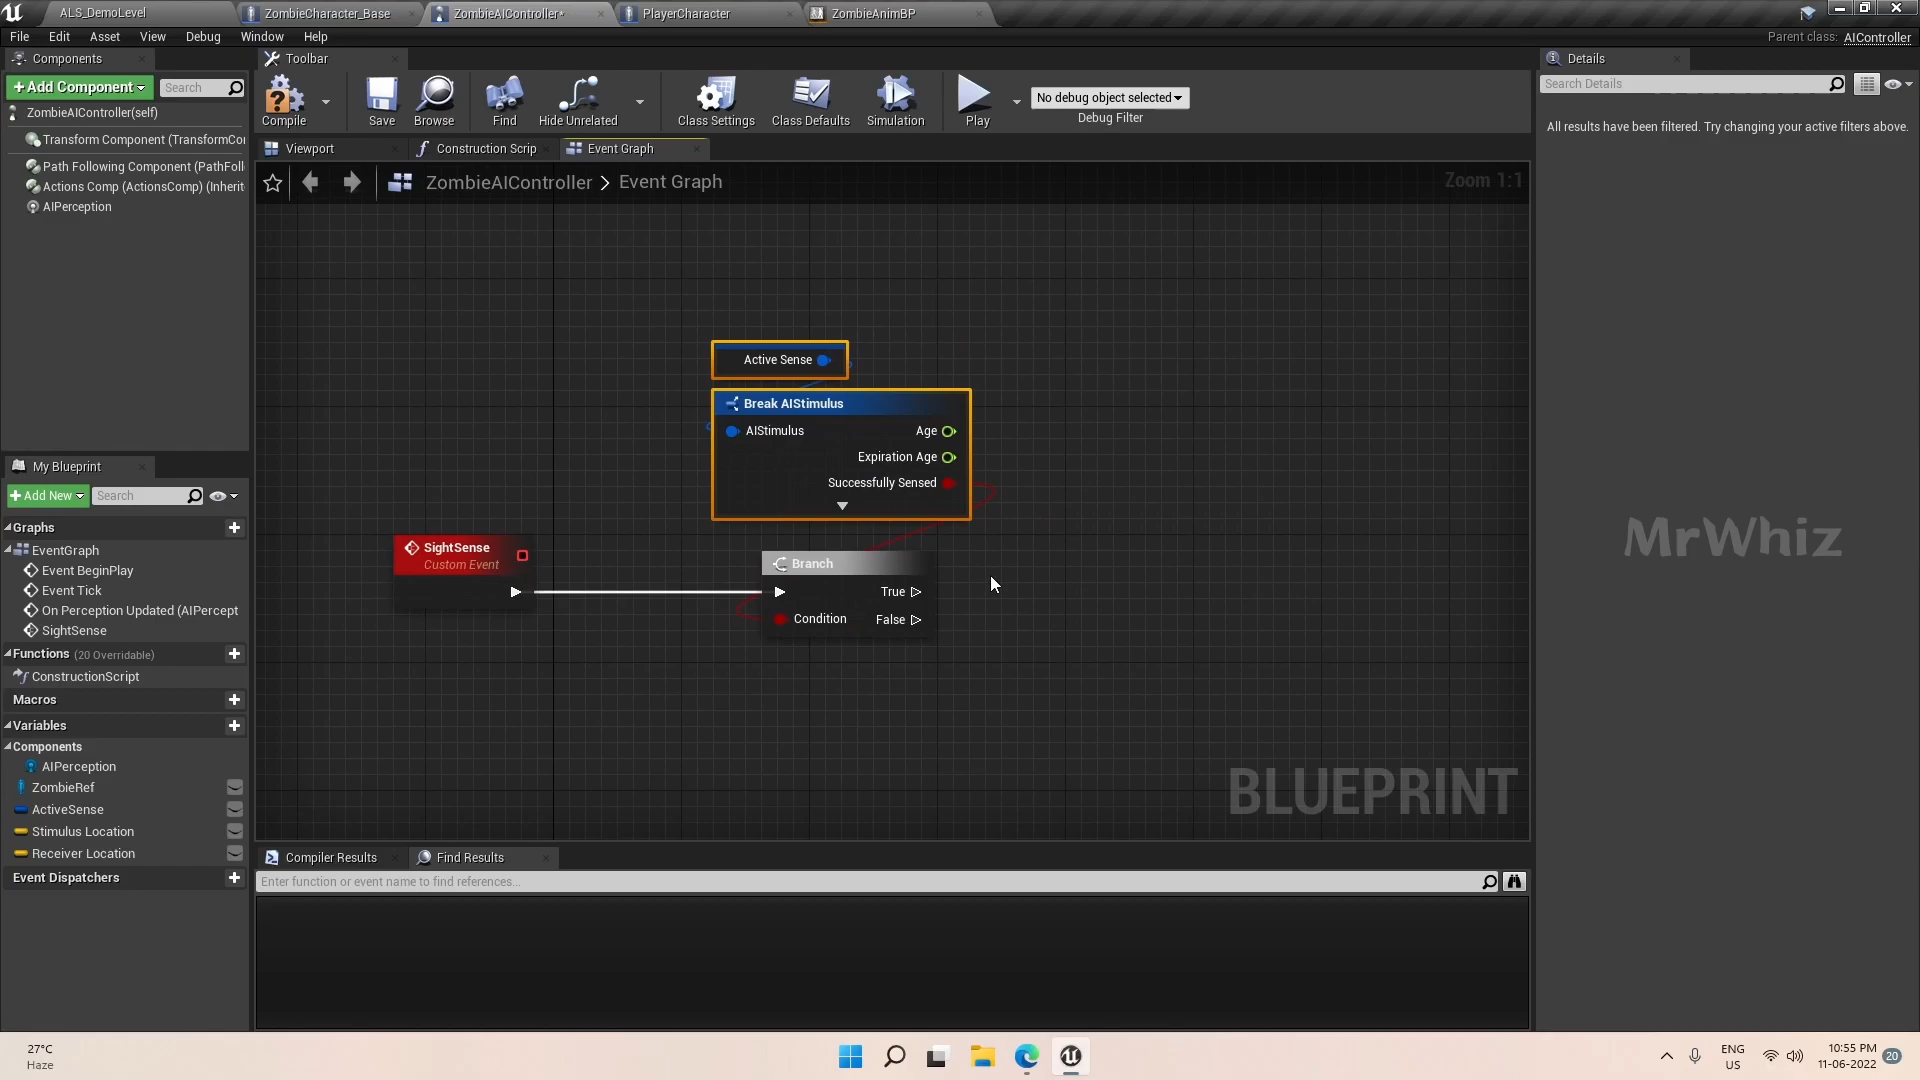 ALS_DemoLevel
ZombieCharacter_Base
ZombieAIController*
PlayerCharacter
ZombieAnimBP
File Edit Asset View Debug Window Help
Parent class: AIController
Components
Toolbar
Details
+Add Component
Search
Compile
Save
Browse
Find
Hide Unrelated
Class Settings
Class Defaults
Simulation
Play
No debug object selected
Debug Filter
Search Details
ZombieAIController(self)
All results have been filtered. Try changing your active filters above.
Transform Component (TransformCor
Viewport
Construction Scrip
Event Graph
Path Following Component (PathFoll
Actions Comp (ActionsComp) (Inherit
AIPerception
ZombieAIController > Event Graph
Zoom 1:1
Active Sense
Break AIStimulus
AIStimulus
Age
Expiration Age
Successfully Sensed
SightSense
Custom Event
Branch
True
Condition
False
MrWhiz
BLUEPRINT
My Blueprint
+Add New
Search
Graphs
EventGraph
Event BeginPlay
Event Tick
On Perception Updated (AIPercept
SightSense
Functions (20 Overridable)
ConstructionScript
Macros
Variables
Components
AIPerception
ZombieRef
ActiveSense
Stimulus Location
Receiver Location
Event Dispatchers
Compiler Results
Find Results
Enter function or event name to find references...
27°C
Haze
ENG
US
10:55 PM
11-06-2022
20